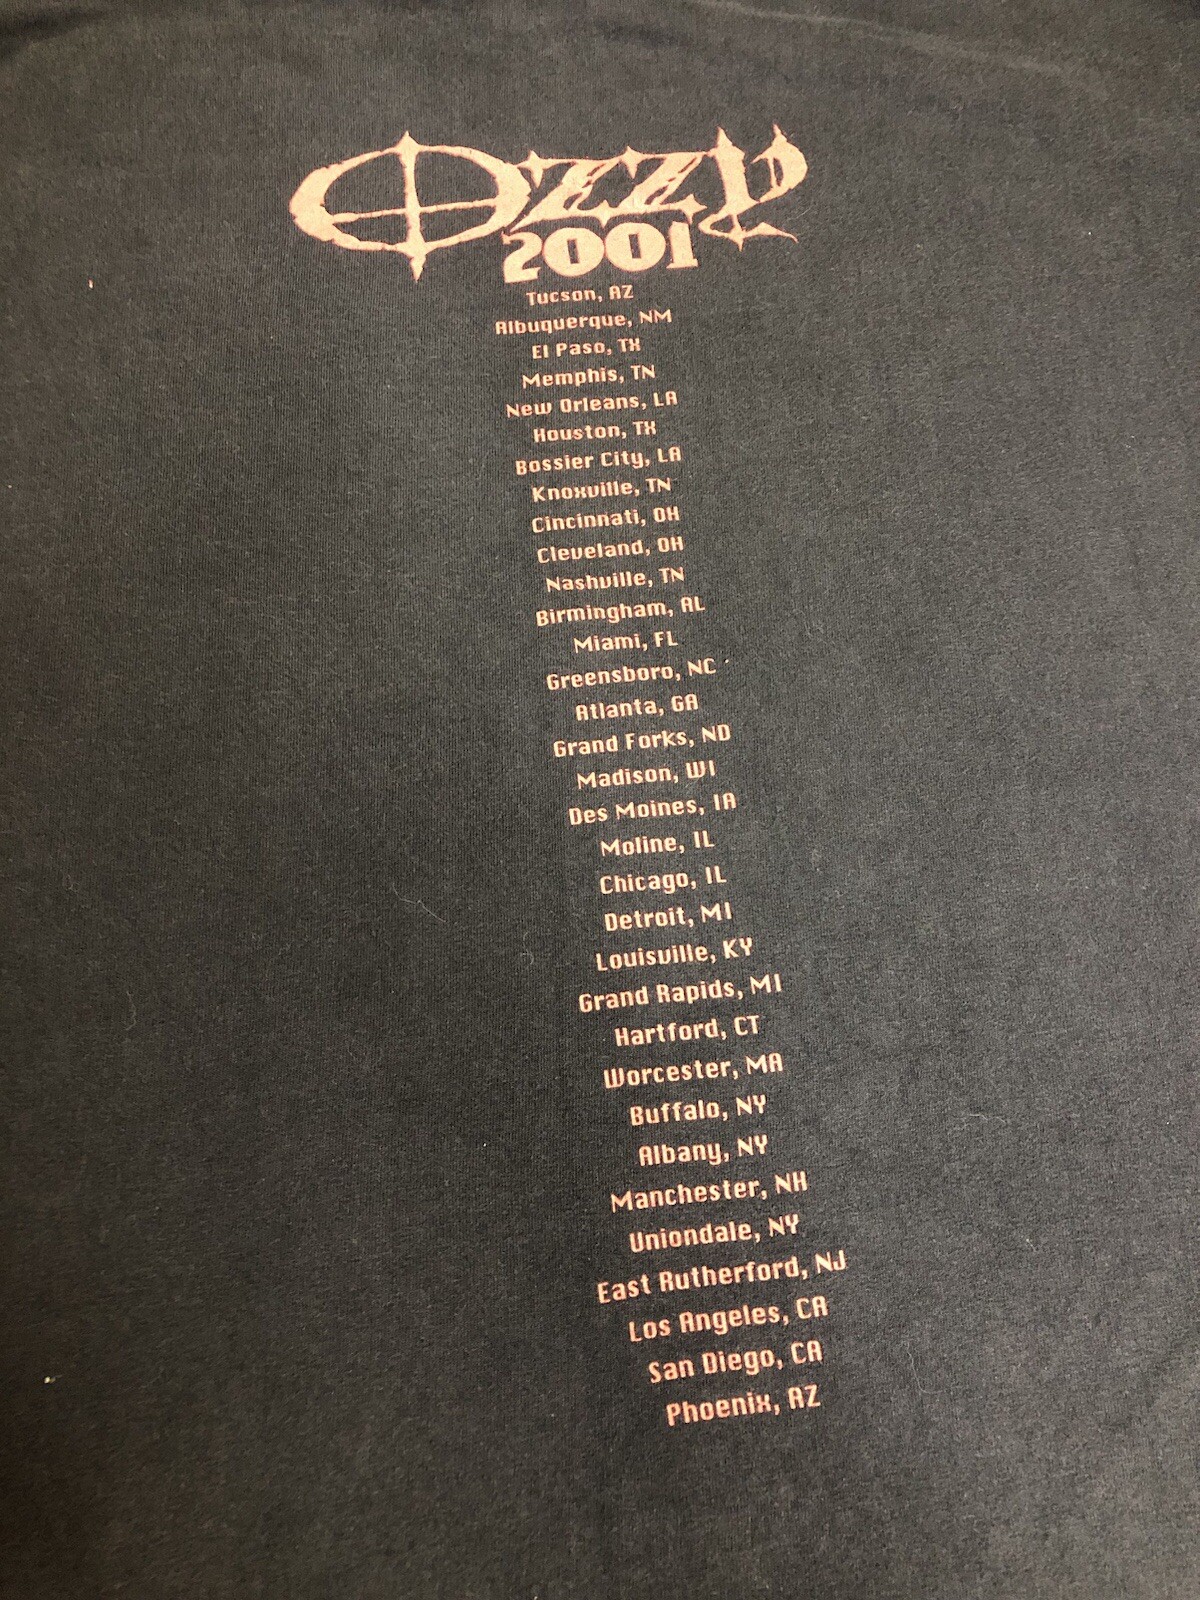 Ozzy
2001
Tucson, AZ
Albuquerque, NM
El Paso, TX
Memphis, TN
New Orleans, LA
Houston, TX
Bossier City, LA
Knoxville, TN
Cincinnati, OH
Cleveland, OH
Nashville, TN
Birmingham, AL
Miami, FL
Greensboro, NC
Atlanta, GA
Grand Forks, ND
Madison, WI
Des Moines, IA
Moline, IL
Chicago, IL
Detroit, MI
Louisville, KY
Grand Rapids, MI
Hartford, CT
Worcester, MA
Buffalo, NY
Albany, NY
Manchester, NH
Uniondale, NY
East Rutherford, NJ
Los Angeles, CA
San Diego, CA
Phoenix, AZ